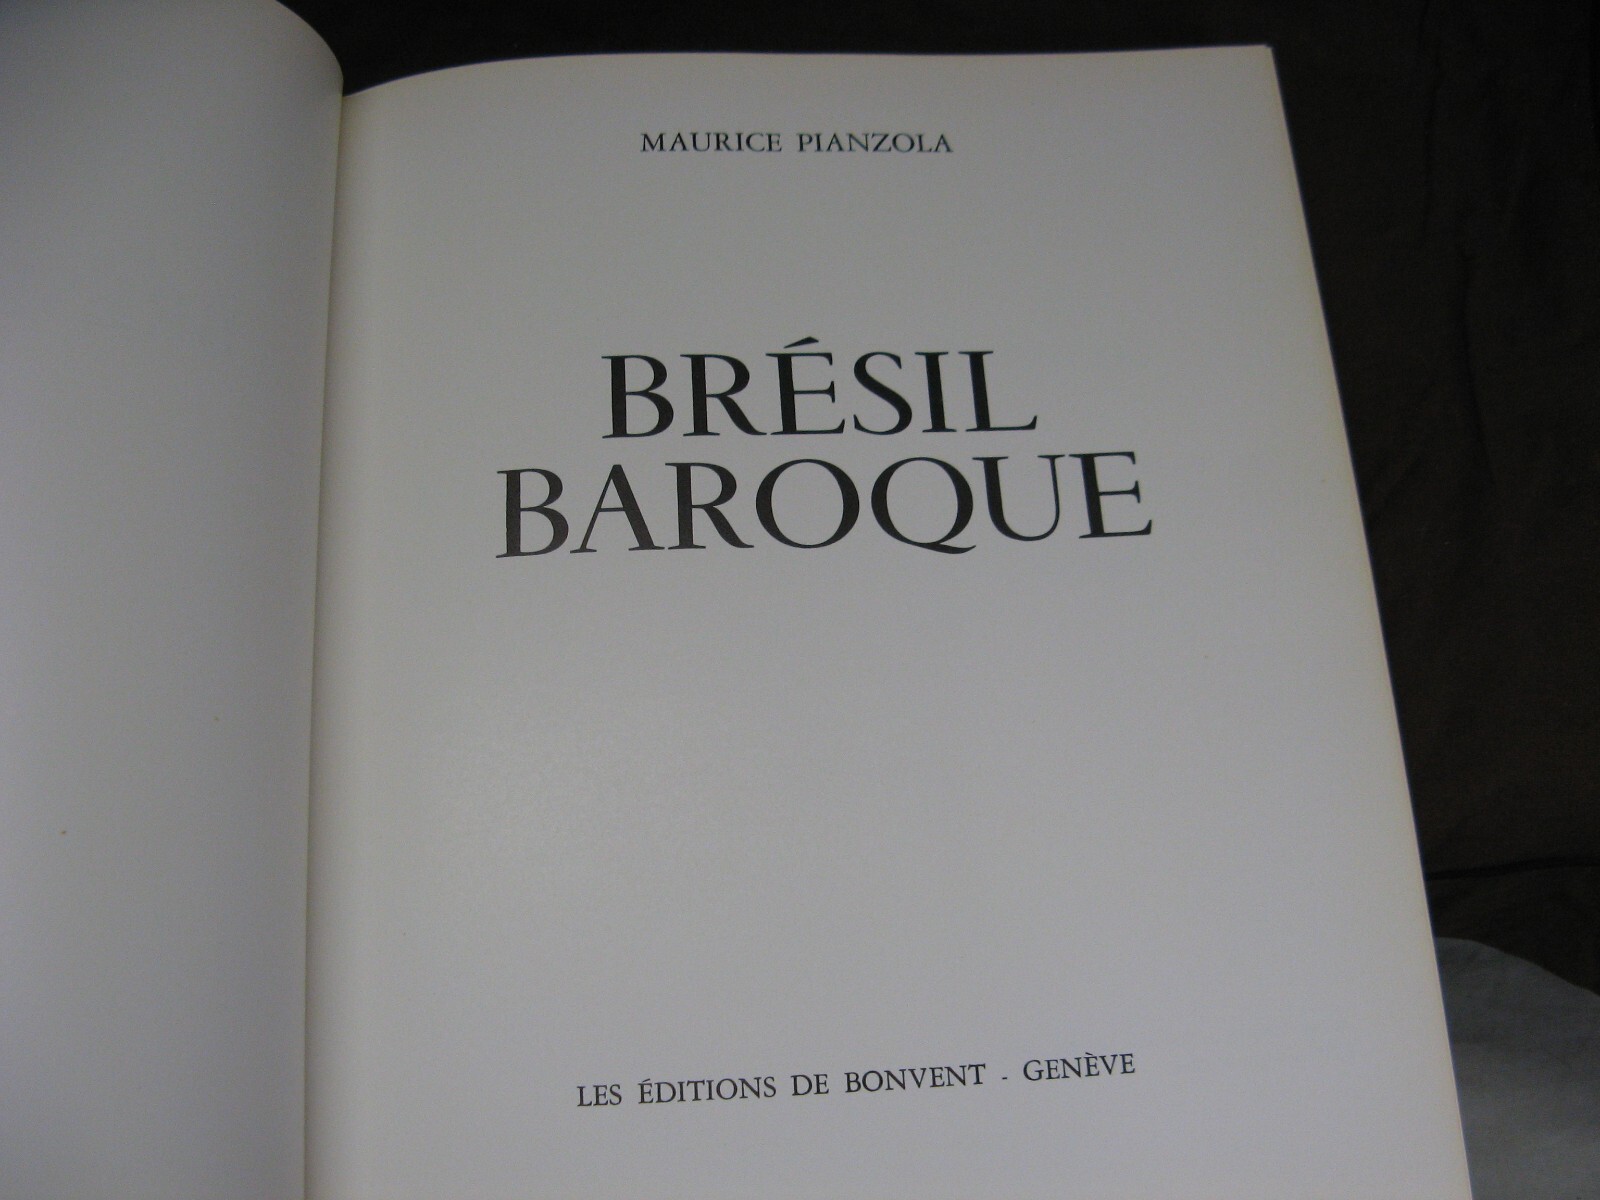 MAURICE PIANZOLA
BRÉSIL
BAROQUE
LES ÉDITIONS DE BONVENT - GENÈVE